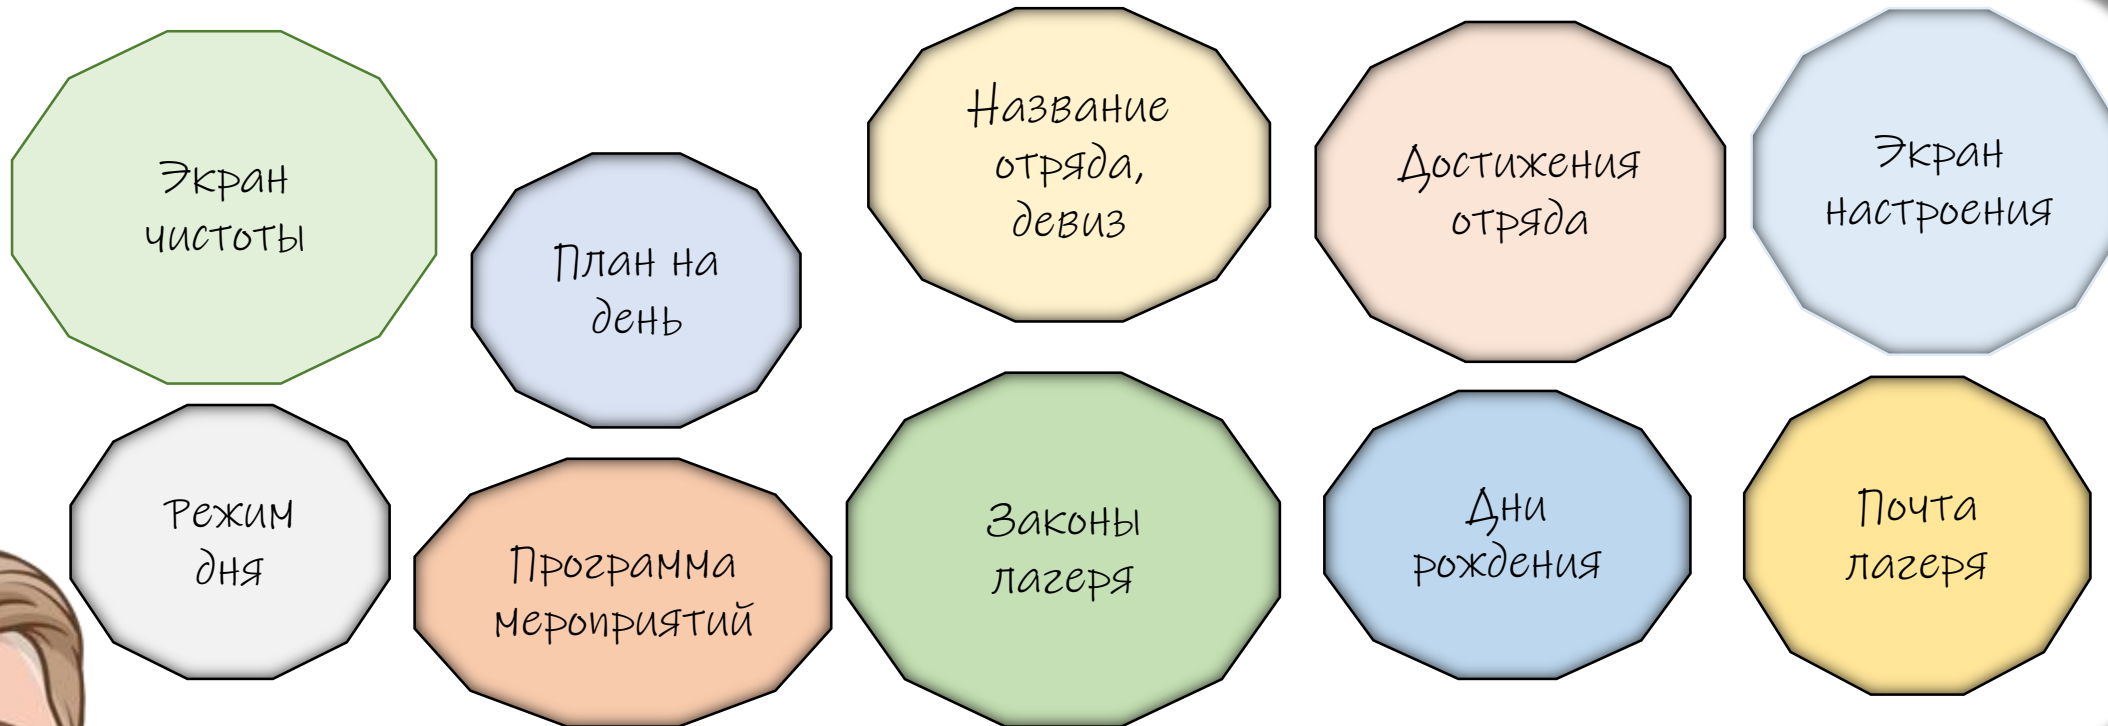 Экран
чистоты
План на
день
Название
отряда,
девиз
Достижения
отряда
Экран
настроения
Режим
дня
Программа
мероприятий
Законы
лагеря
Дни
рождения
Почта
лагеря